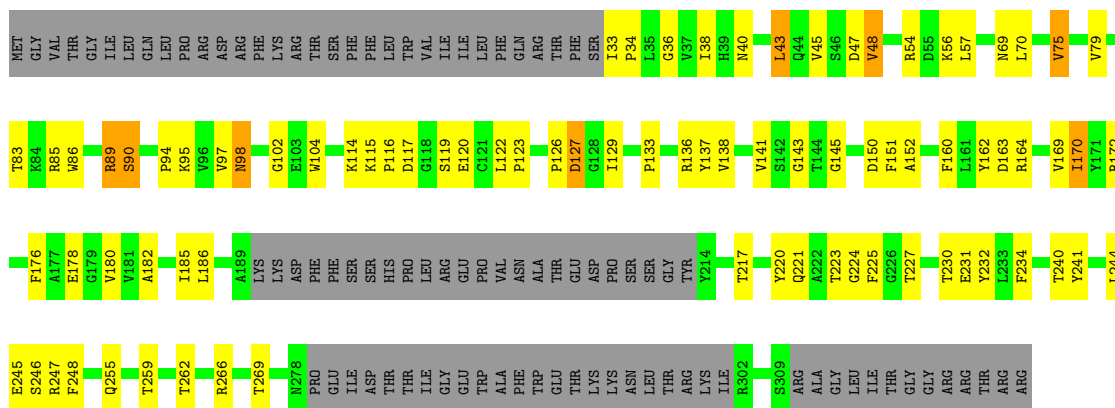 MET GLY VAL THR GLY ILE LEU GLN LEU PRO ARG ASP ARG PHE LYS ARG THR SER PHE PHE LEU TRP VAL ILE ILE LEU PHE GLN ARG THR PHE SER I33 P34 L35 G36 V37 I38 H39 N40 L43 Q44 V45 S46 D47 V48 R54 D55 K56 L57 N69 L70 V75 V79
T83 K84 R85 W86 R89 S90 P94 K95 V96 V97 N98 G102 E103 W104 K114 K115 P116 D117 G118 S119 E120 C121 L122 P123 P126 D127 G128 I129 P133 R136 Y137 V138 V141 S142 G143 T144 G145 D150 F151 A152 F160 L161 Y162 D163 R164 V169 I170 Y171
F176 A177 E178 G179 V180 V181 A182 I185 L186 A189 LYS LYS ASP PHE PHE SER SER HIS PRO LEU ARG GLU PRO VAL ASN ALA THR GLU ASP PRO SER SER GLY TYR Y214 T217 Y220 Q221 A222 T223 G224 F225 G226 T227 T230 E231 Y232 L233 F234 T240 Y241
E245 S246 R247 F248 Q255 T259 T262 R266 T269 N278 PRO GLU ILE ASP THR THR ILE GLY GLU TRP ALA PHE TRP GLU THR LYS LYS ASN LEU THR ARG LYS ILE R302 S309 ARG ALA GLY LEU ILE THR GLY GLY ARG ARG THR ARG ARG